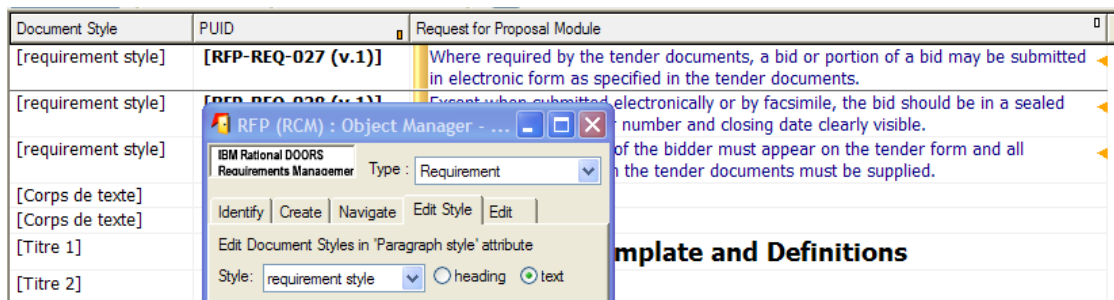 Document Style PUID Request for Proposal Module
[requirement style] [RFP-REQ-027 (v.1)] Where required by the tender documents, a bid or portion of a bid may be submitted
in electronic form as specified in the tender documents.
[requirement style] [RFP-REQ-028 (v.1)] Except when submitted electronically or by facsimile, the bid should be in a sealed
number and closing date clearly visible.
[requirement style] of the bidder must appear on the tender form and all
the tender documents must be supplied.
[Corps de texte]
[Corps de texte]
[Titre 1] mplate and Definitions
[Titre 2]
RFP (RCM) : Object Manager - ...
IBM Rational DOORS
Requirements Managemer
Type : Requirement
Identify Create Navigate Edit Style Edit
Edit Document Styles in 'Paragraph style' attribute
Style: requirement style heading text